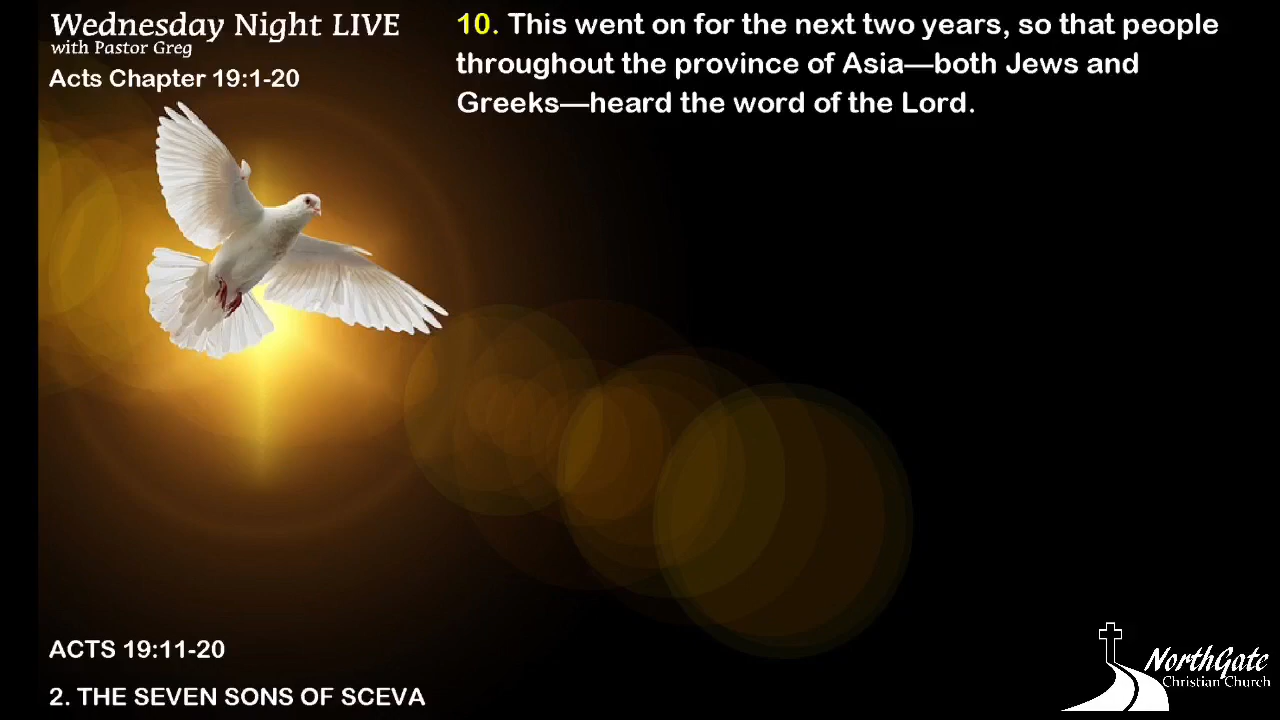 Wednesday Night LIVE
with Pastor Greg
Acts Chapter 19:1-20
10. This went on for the next two years, so that people
throughout the province of Asia—both Jews and
Greeks—heard the word of the Lord.
ACTS 19:11-20
2. THE SEVEN SONS OF SCEVA
NorthGate
Christian Church